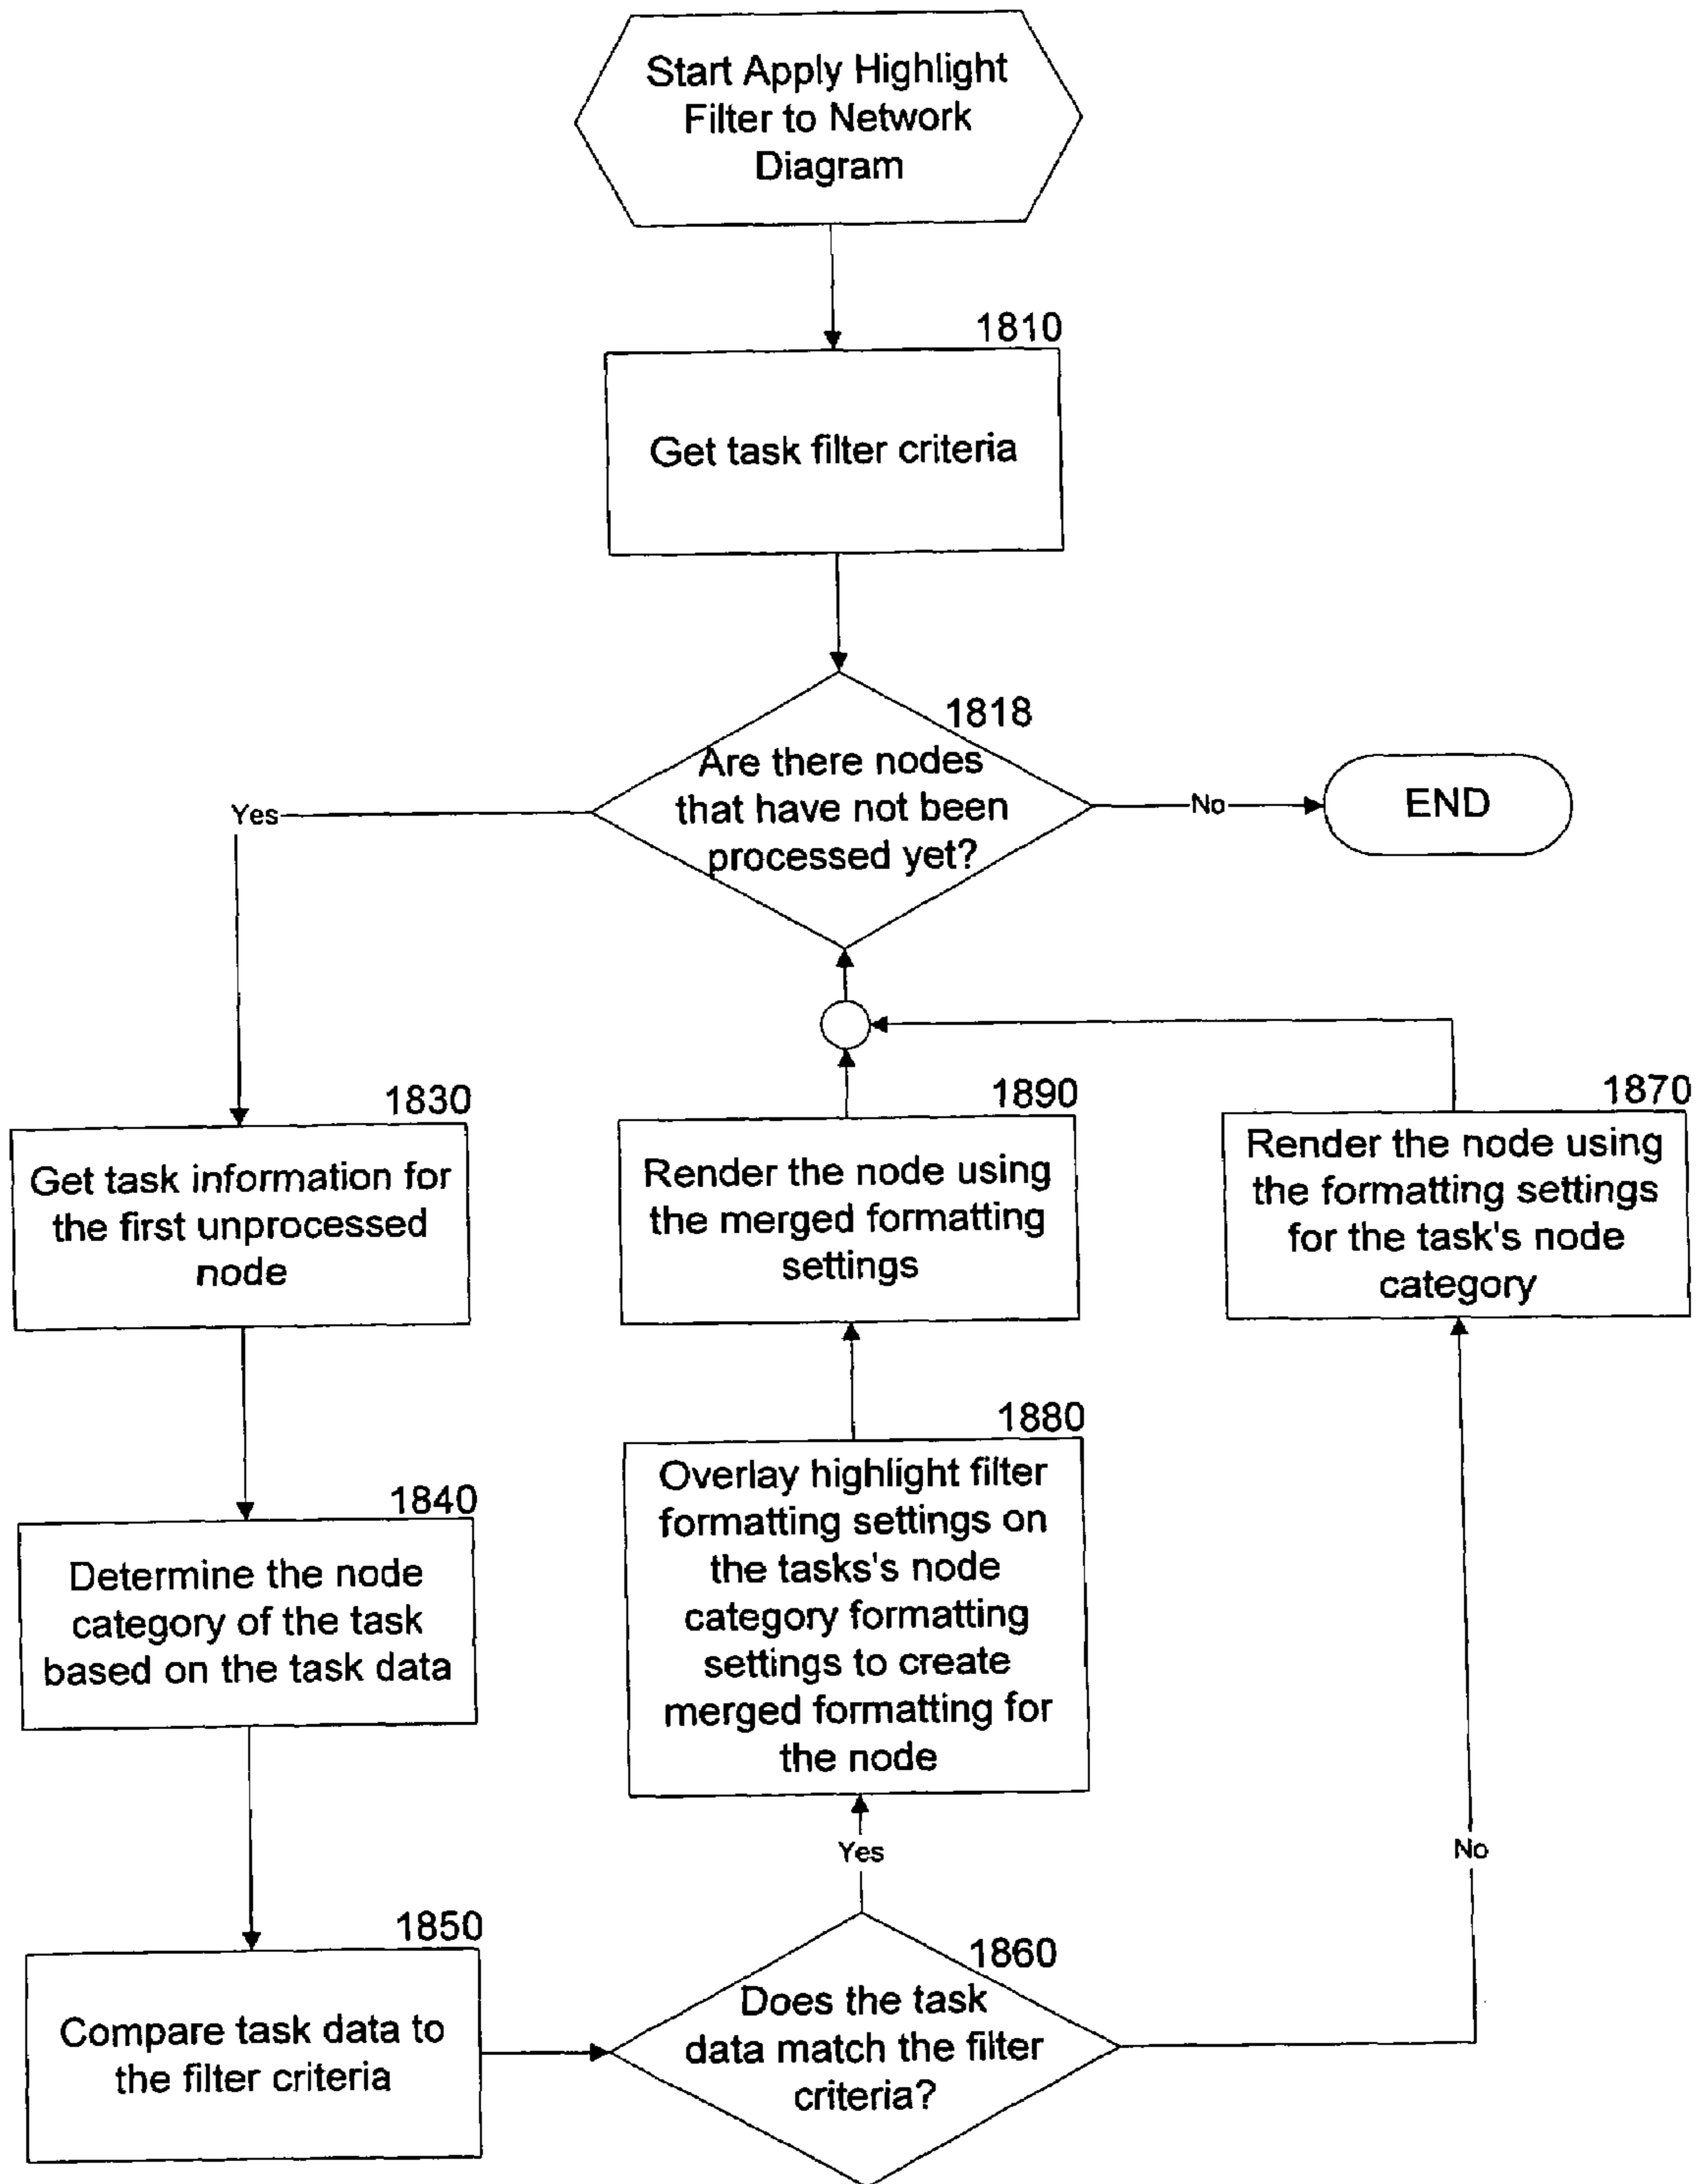 Start Apply Highlight
Filter to Network
Diagram
1810
Get task filter criteria
1818
Are there nodes
that have not been
processed yet?
Yes
No
END
1830
Get task information for
the first unprocessed
node
1890
Render the node using
the merged formatting
settings
1870
Render the node using
the formatting settings
for the task's node
category
1840
Determine the node
category of the task
based on the task data
1880
Overlay highlight filter
formatting settings on
the tasks's node
category formatting
settings to create
merged formatting for
the node
Yes
No
1850
Compare task data to
the filter criteria
1860
Does the task
data match the filter
criteria?